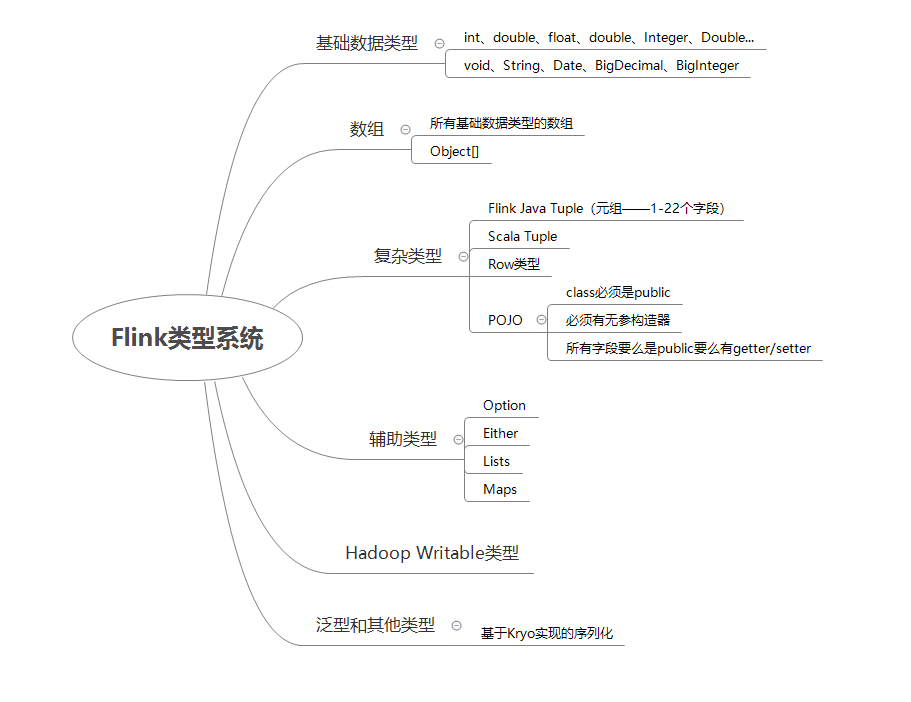 基础数据类型
int、double、float、double、Integer、Double...
void、String、Date、BigDecimal、BigInteger
数组
所有基础数据类型的数组
Object[]
复杂类型
Flink Java Tuple（元组——1-22个字段）
Scala Tuple
Row类型
POJO
class必须是public
必须有无参构造器
所有字段要么是public要么有getter/setter
Flink类型系统
辅助类型
Option
Either
Lists
Maps
Hadoop Writable类型
泛型和其他类型
基于Kryo实现的序列化